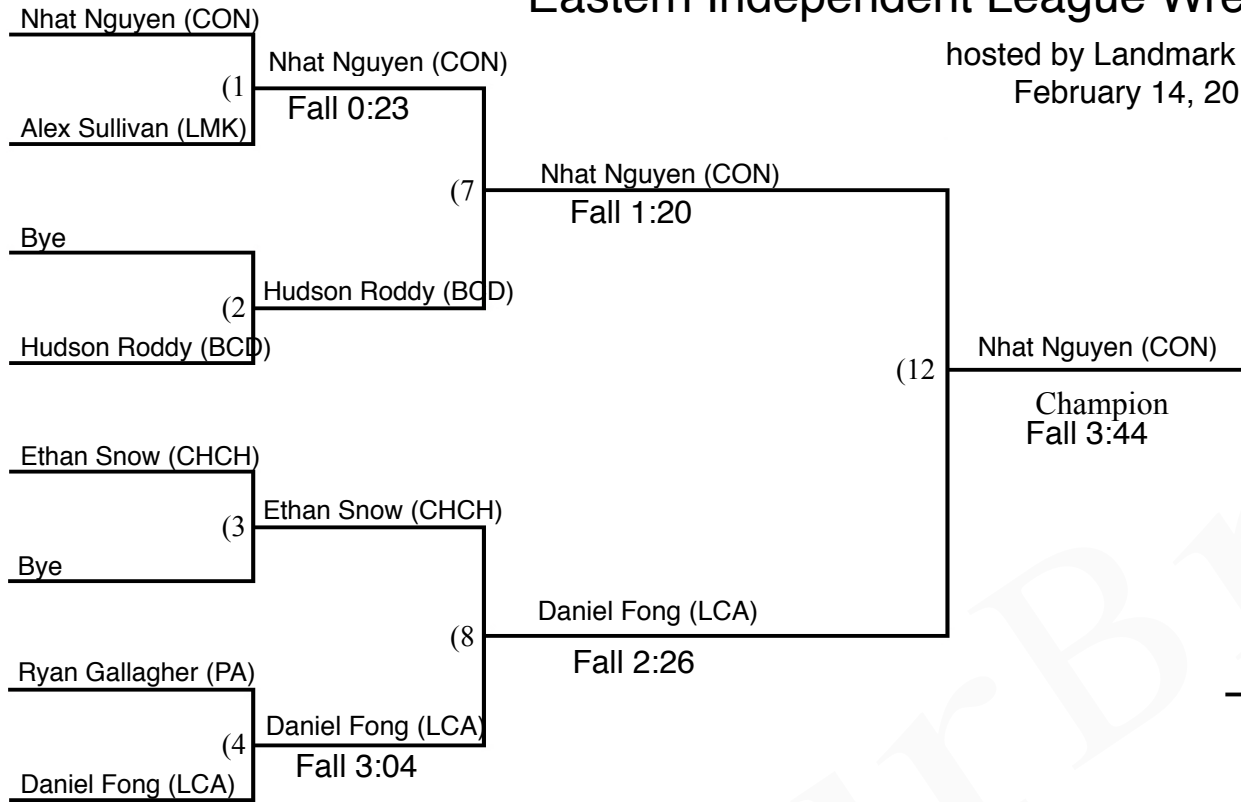 Eastern Independent League Wre
hosted by Landmark
February 14, 20
Nhat Nguyen (CON)
Nhat Nguyen (CON)
(1
Fall 0:23
Alex Sullivan (LMK)
Nhat Nguyen (CON)
(7
Fall 1:20
Bye
Hudson Roddy (BCD)
(2
Hudson Roddy (BCD)
Nhat Nguyen (CON)
(12
Champion
Fall 3:44
Ethan Snow (CHCH)
Ethan Snow (CHCH)
(3
Bye
Daniel Fong (LCA)
(8
Fall 2:26
Ryan Gallagher (PA)
Daniel Fong (LCA)
(4
Fall 3:04
Daniel Fong (LCA)